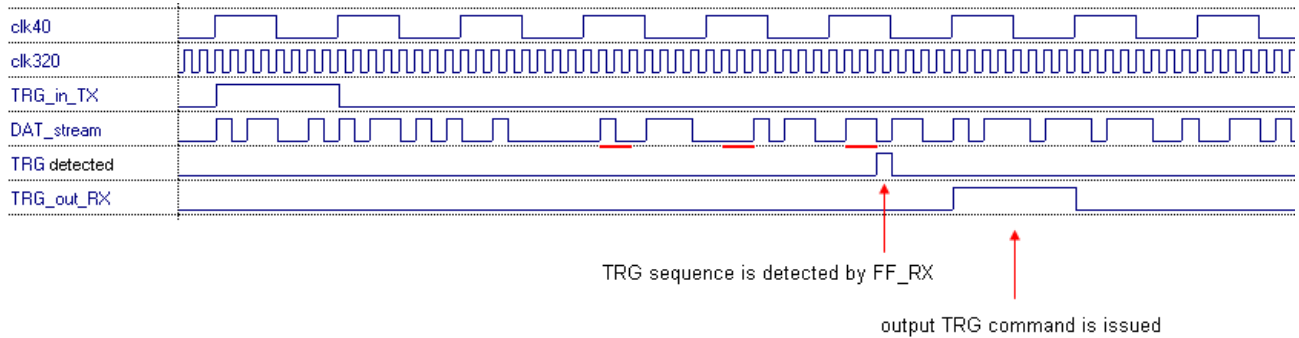 clk40
clk320
TRG_in_TX
DAT_stream
TRG detected
TRG_out_RX
TRG sequence is detected by FF_RX
output TRG command is issued